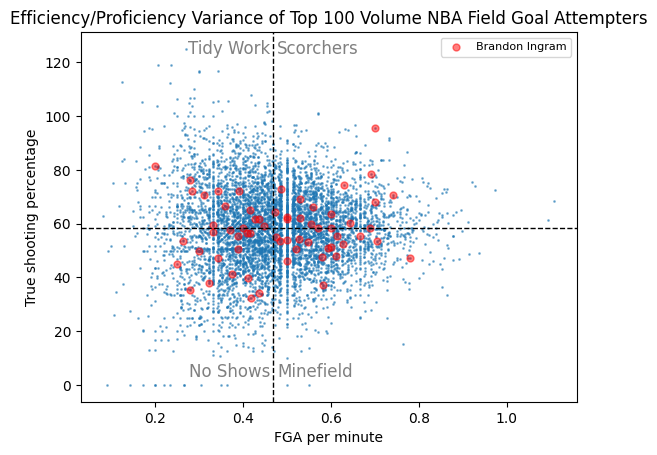 Efficiency/Proficiency Variance of Top 100 Volume NBA Field Goal Attempters
Tidy Work Scorchers
Brandon Ingram
120
100
80
60
40
20
0
True shooting percentage
No Shows Minefield
0.2 0.4 0.6 0.8 1.0
FGA per minute